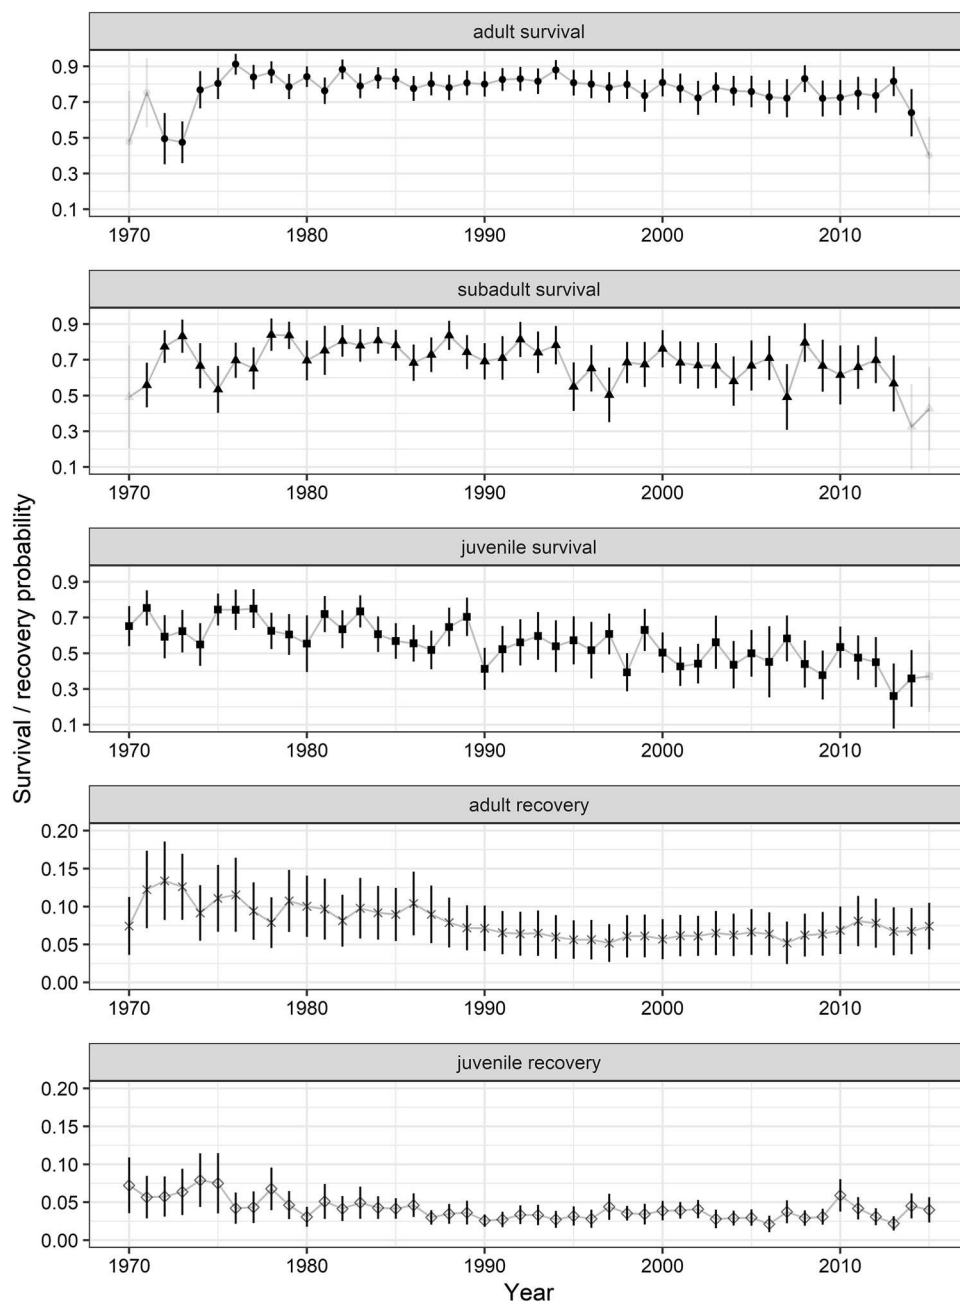 adult survival
0.9
0.7
0.5
0.3
0.1
1970 1980 1990 2000 2010
subadult survival
0.9
0.7
0.5
0.3
0.1
1970 1980 1990 2000 2010
Survival / recovery probability
juvenile survival
0.9
0.7
0.5
0.3
0.1
1970 1980 1990 2000 2010
adult recovery
0.20
0.15
0.10
0.05
0.00
1970 1980 1990 2000 2010
juvenile recovery
0.20
0.15
0.10
0.05
0.00
1970 1980 1990 2000 2010
Year